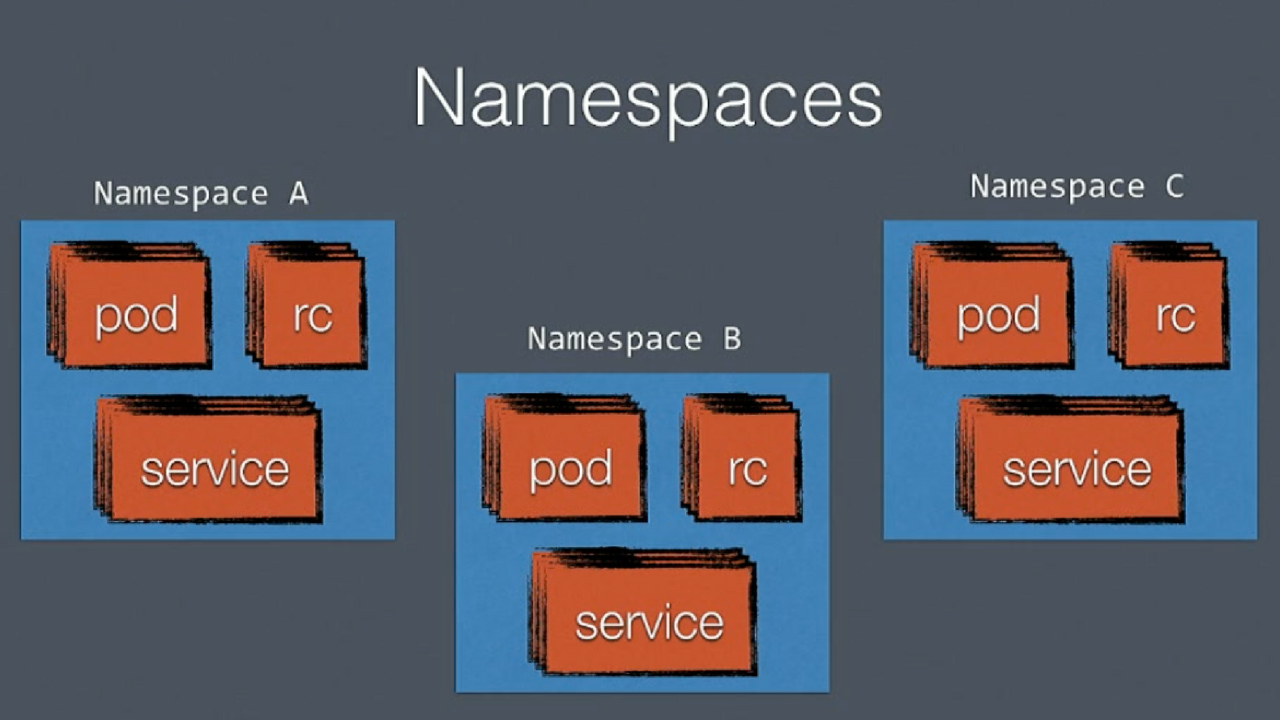 Namespaces
Namespace A
pod rc
service
Namespace B
pod rc
service
Namespace C
pod rc
service